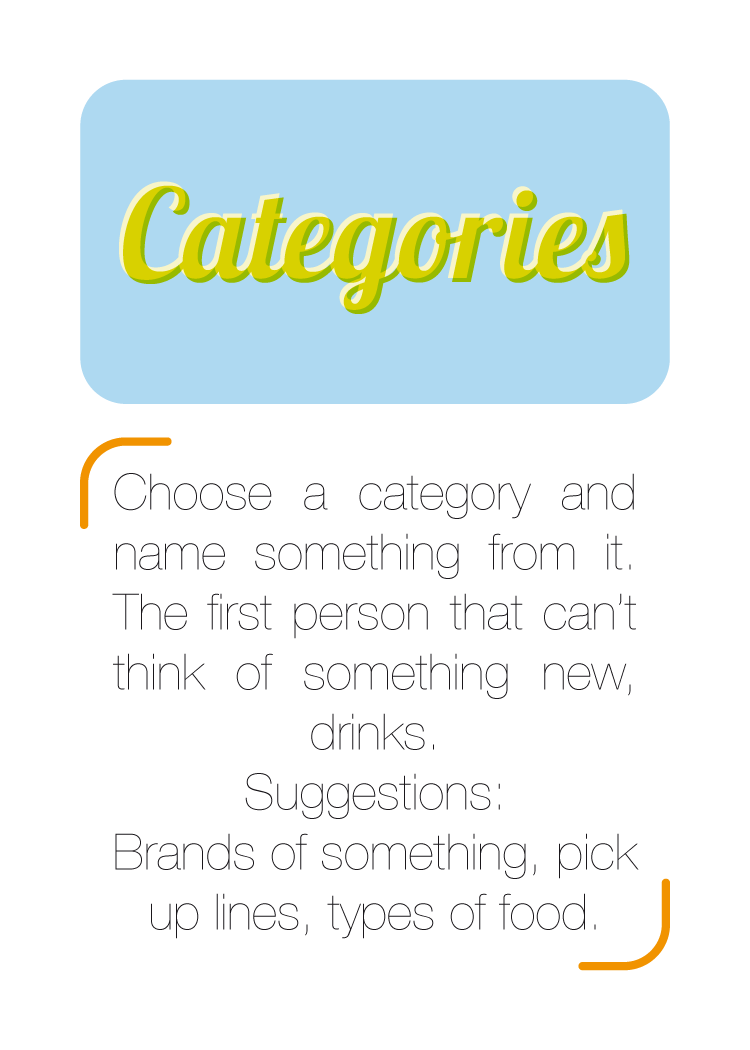 Categories
Choose a category and
name something from it.
The first person that can't
think of something new,
drinks.
Suggestions:
Brands of something, pick
up lines, types of food.